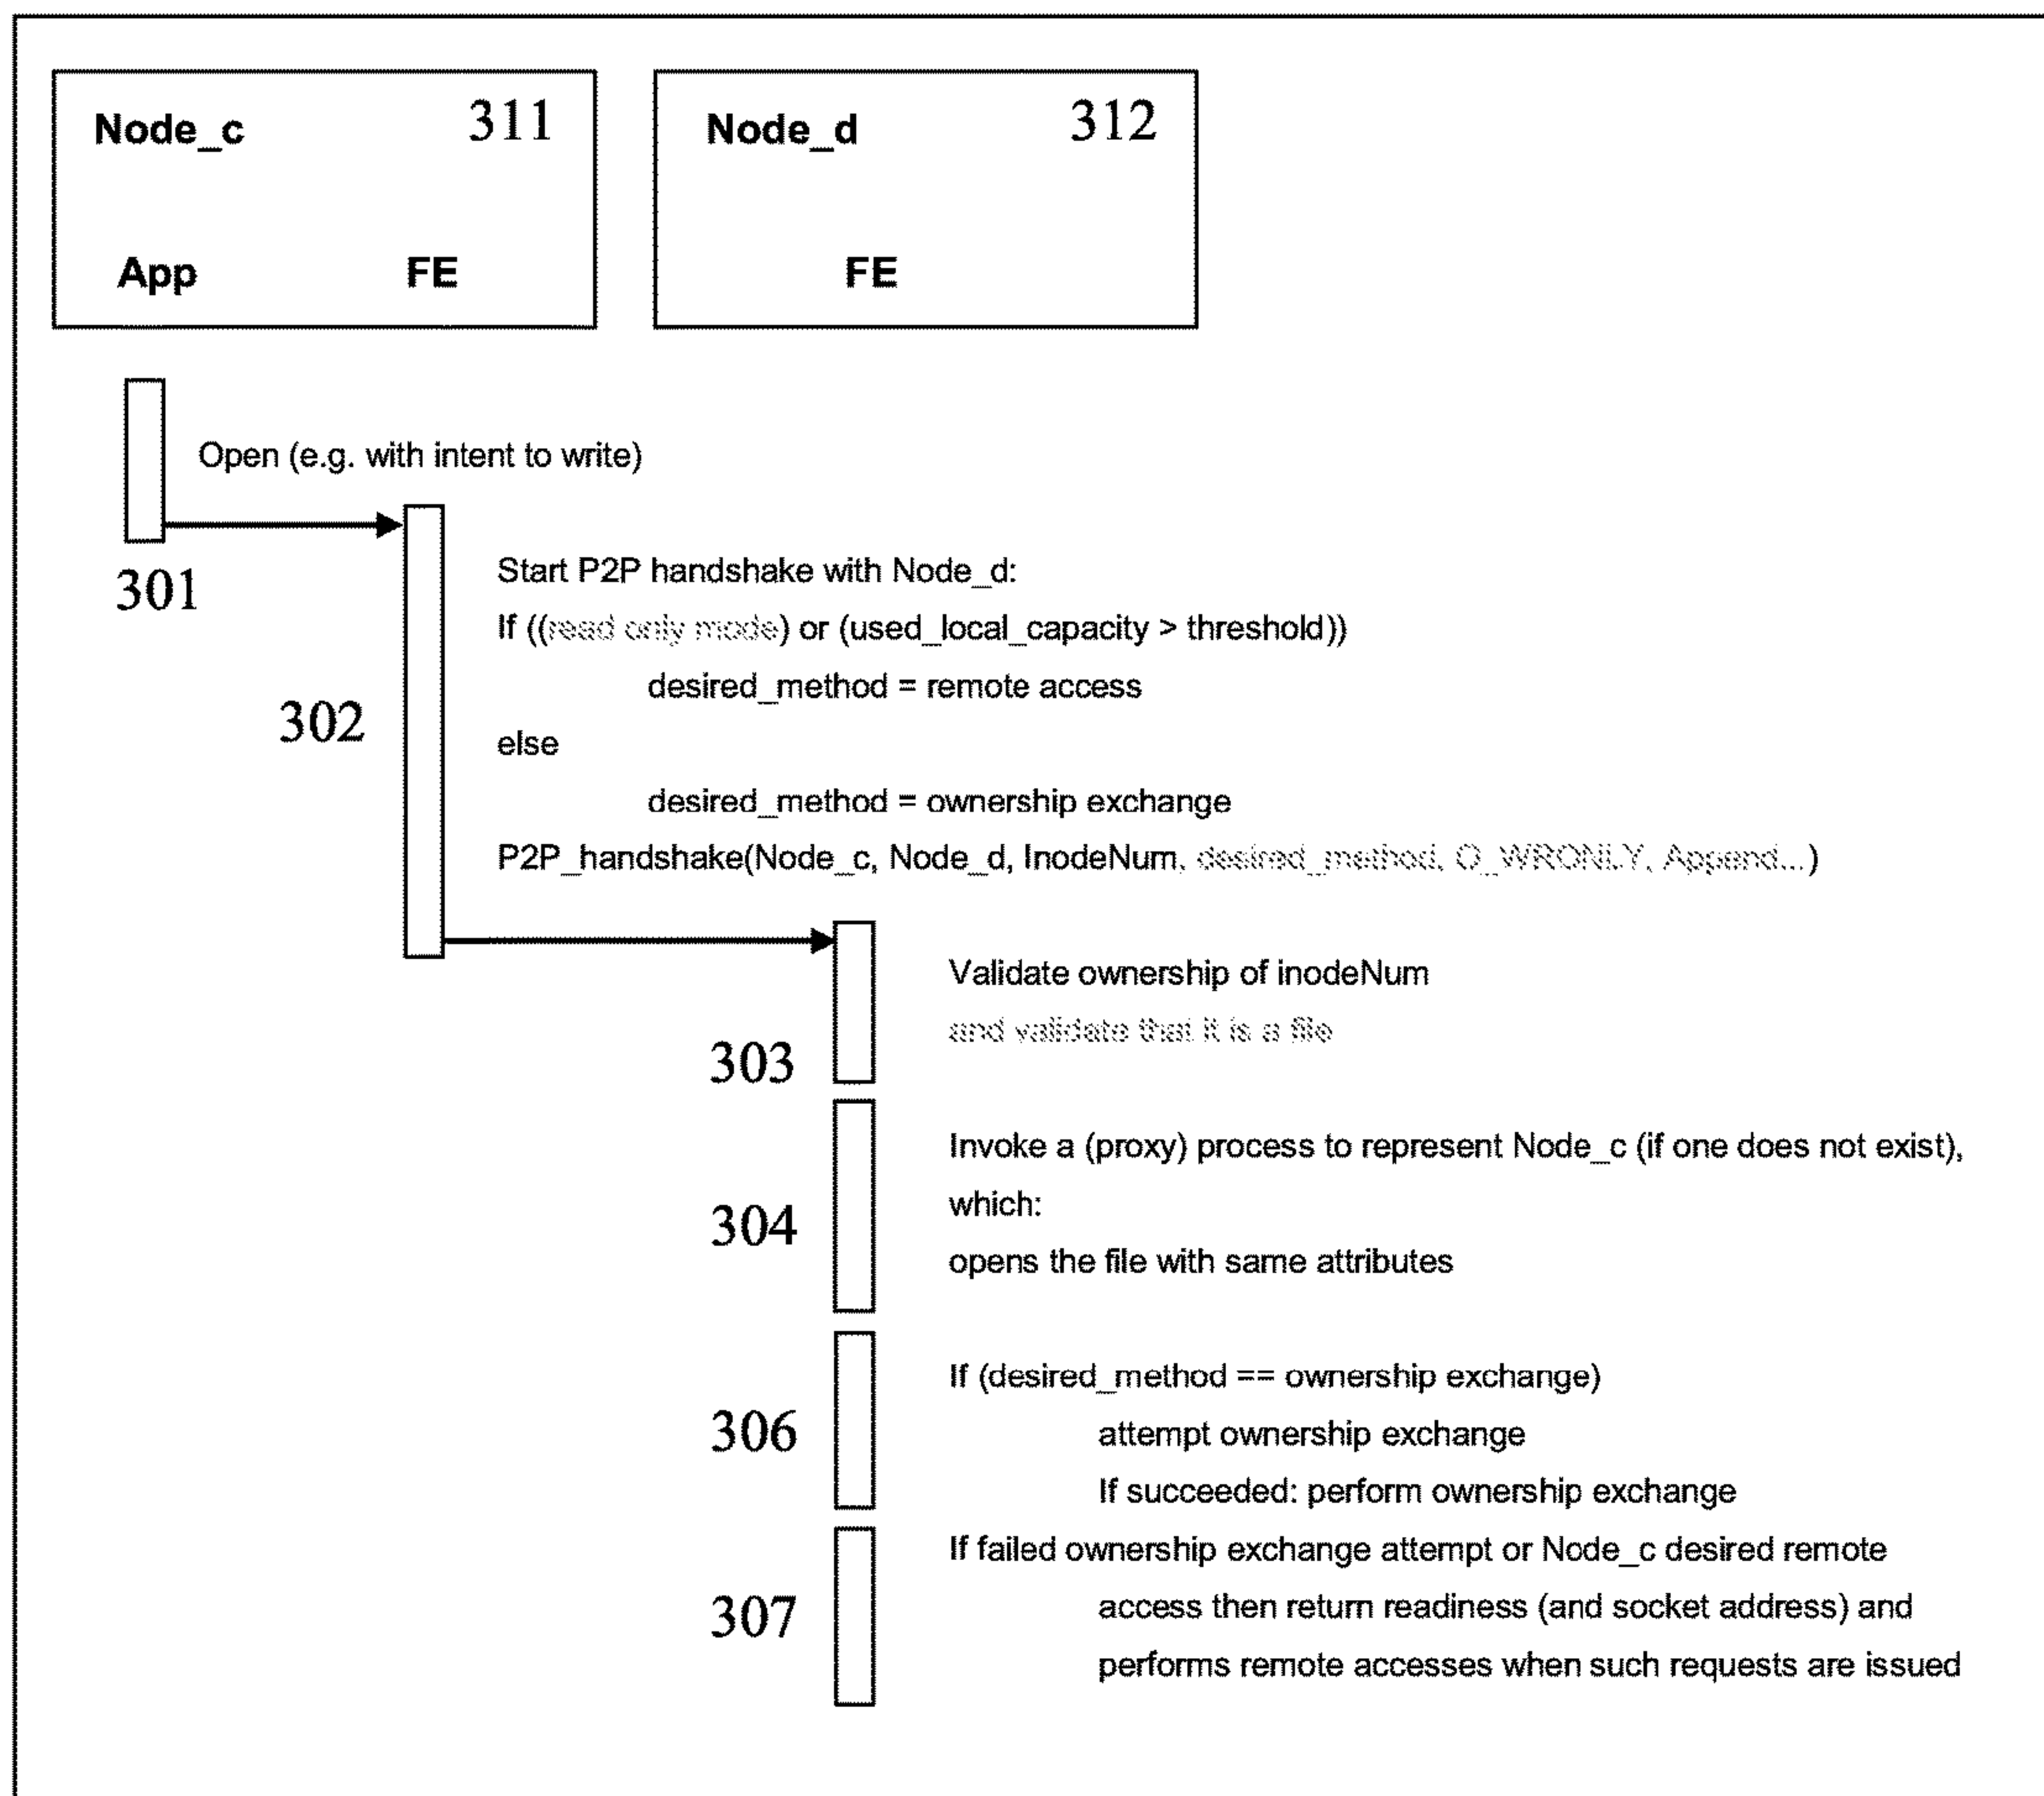 Node_c 311
Node_d 312
App FE
FE
Open (e.g. with intent to write)
301
Start P2P handshake with Node_d:
If ((read only mode) or (used_local_capacity > threshold))
desired_method = remote access
302
else
desired_method = ownership exchange
P2P_handshake(Node_c, Node_d, InodeNum, desired_method, O_WRONLY, Append...)
Validate ownership of inodeNum
and validate that it is a file
303
Invoke a (proxy) process to represent Node_c (if one does not exist),
which:
304
opens the file with same attributes
If (desired_method == ownership exchange)
306
attempt ownership exchange
If succeeded: perform ownership exchange
If failed ownership exchange attempt or Node_c desired remote
307
access then return readiness (and socket address) and
performs remote accesses when such requests are issued